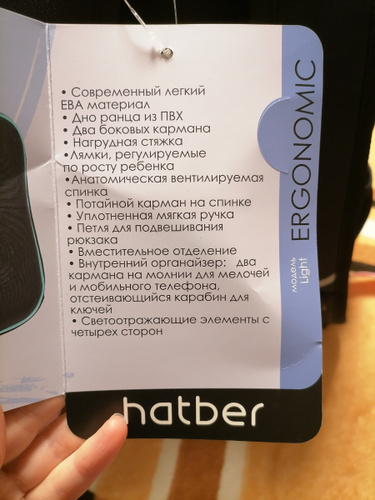 • Современный легкий
ЕВА материал
• Дно ранца из ПВХ
• Два боковых кармана
• Нагрудная стяжка
•Лямки, регулируемые
по росту ребенка
•Анатомическая вентилируемая
спинка
• Потайной карман на спинке
• Уплотненная мягкая ручка
• Петля для подвешивания
рюкзака
• Вместительное отделение
• Внутренний органайзер: два
кармана на молнии для мелочей
и мобильного телефона,
отстеивающийся карабин для
ключей
• Светоотражающие элементы с
четырех сторон
модель
Light
ERGONOMIC
hatber